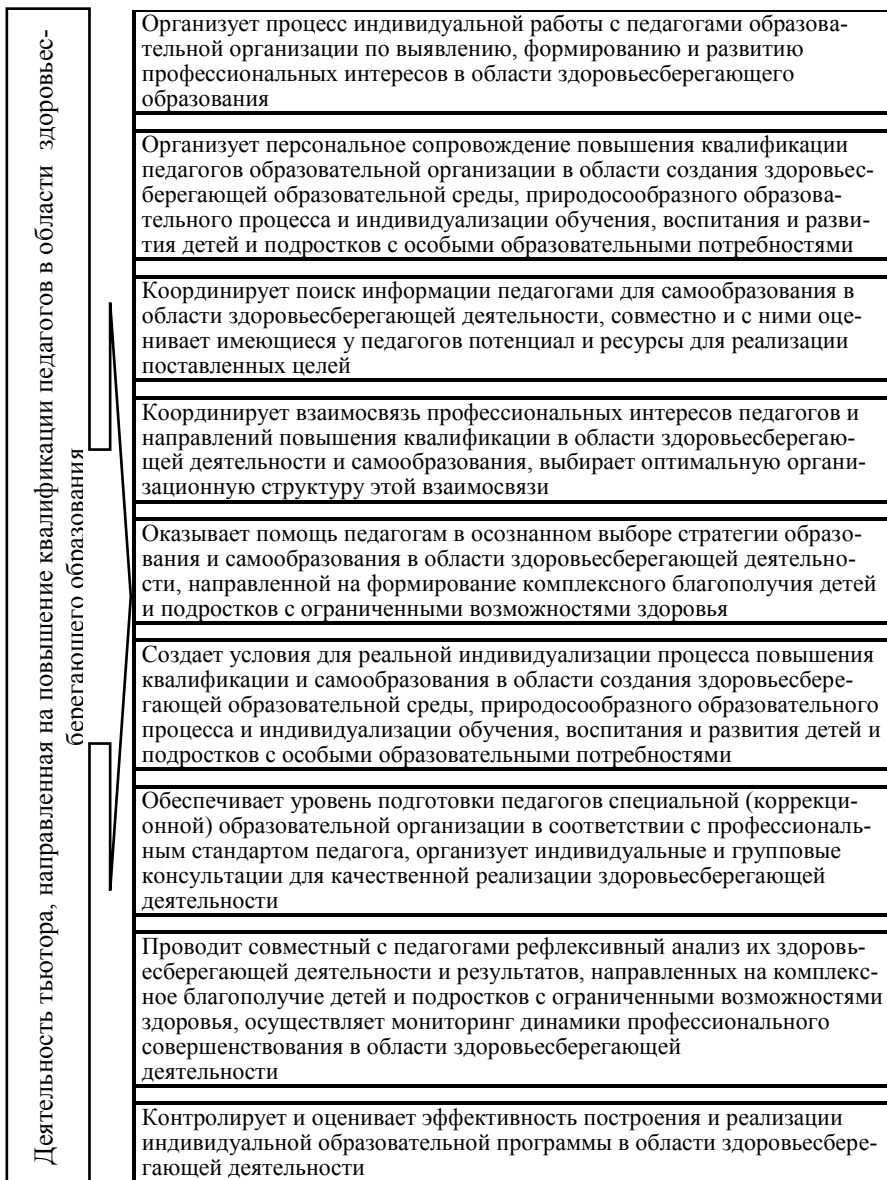 Деятельность тьютора, направленная на повышение квалификации педагогов в области здоровьес-
берегающего образования
Организует процесс индивидуальной работы с педагогами образова-
тельной организации по выявлению, формированию и развитию
профессиональных интересов в области здоровьесберегающего
образования
Организует персональное сопровождение повышения квалификации
педагогов образовательной организации в области создания здоровьес-
берегающей образовательной среды, природосообразного образова-
тельного процесса и индивидуализации обучения, воспитания и разви-
тия детей и подростков с особыми образовательными потребностями
Координирует поиск информации педагогами для самообразования в
области здоровьесберегающей деятельности, совместно и с ними оце-
нивает имеющиеся у педагогов потенциал и ресурсы для реализации
поставленных целей
Координирует взаимосвязь профессиональных интересов педагогов и
направлений повышения квалификации в области здоровьесберегаю-
щей деятельности и самообразования, выбирает оптимальную органи-
зационную структуру этой взаимосвязи
Оказывает помощь педагогам в осознанном выборе стратегии образо-
вания и самообразования в области здоровьесберегающей деятельно-
сти, направленной на формирование комплексного благополучия детей
и подростков с ограниченными возможностями здоровья
Создает условия для реальной индивидуализации процесса повышения
квалификации и самообразования в области создания здоровьесбере-
гающей образовательной среды, природосообразного образовательного
процесса и индивидуализации обучения, воспитания и развития детей и
подростков с особыми образовательными потребностями
Обеспечивает уровень подготовки педагогов специальной (коррекци-
онной) образовательной организации в соответствии с профессиональ-
ным стандартом педагога, организует индивидуальные и групповые
консультации для качественной реализации здоровьесберегающей
деятельности
Проводит совместный с педагогами рефлексивный анализ их здоровь-
есберегающей деятельности и результатов, направленных на комплекс-
ное благополучие детей и подростков с ограниченными возможностями
здоровья, осуществляет мониторинг динамики профессионального
совершенствования в области здоровьесберегающей
деятельности
Контролирует и оценивает эффективность построения и реализации
индивидуальной образовательной программы в области здоровьесбере-
гающей деятельности